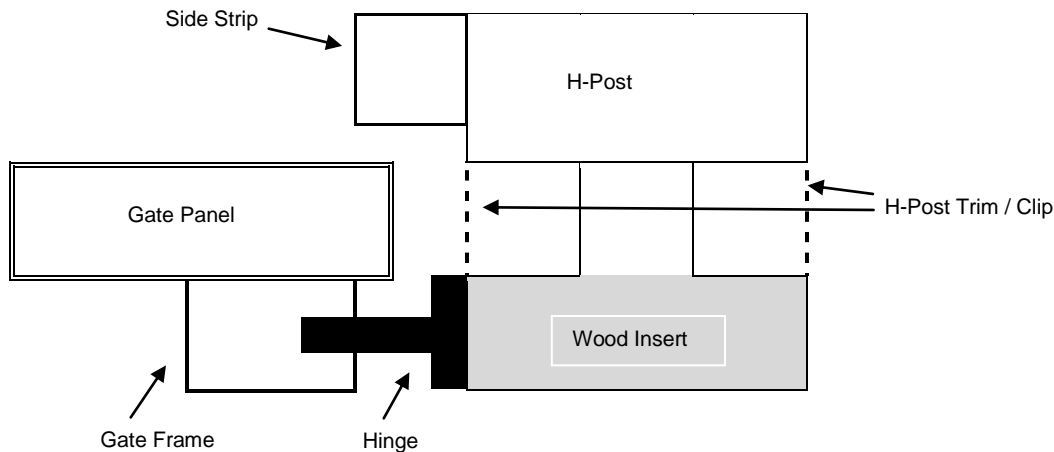 Side Strip
H-Post
Gate Panel
H-Post Trim / Clip
Wood Insert
Gate Frame
Hinge